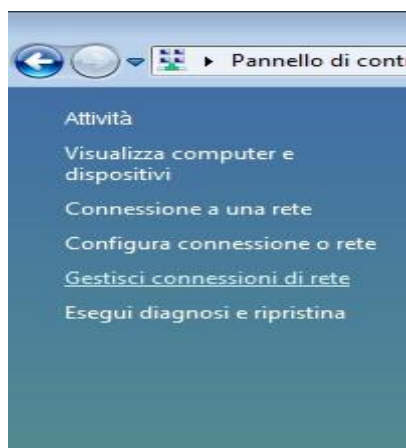 Pannello di cont
Attività
Visualizza computer e
dispositivi
Connessione a una rete
Configura connessione o rete
Gestisci connessioni di rete
Esegui diagnosi e ripristina